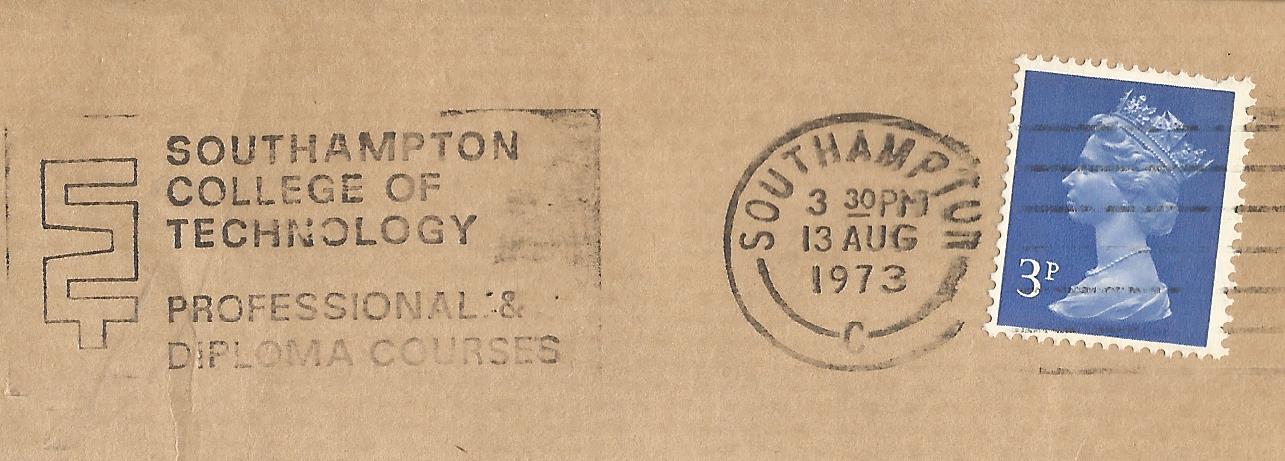 SOUTHAMPTON
COLLEGE OF
TECHNOLOGY
PROFESSIONAL &
DIPLOMA COURSES
SOUTHAMPTON
3 30PM
13 AUG
1973
C
3P